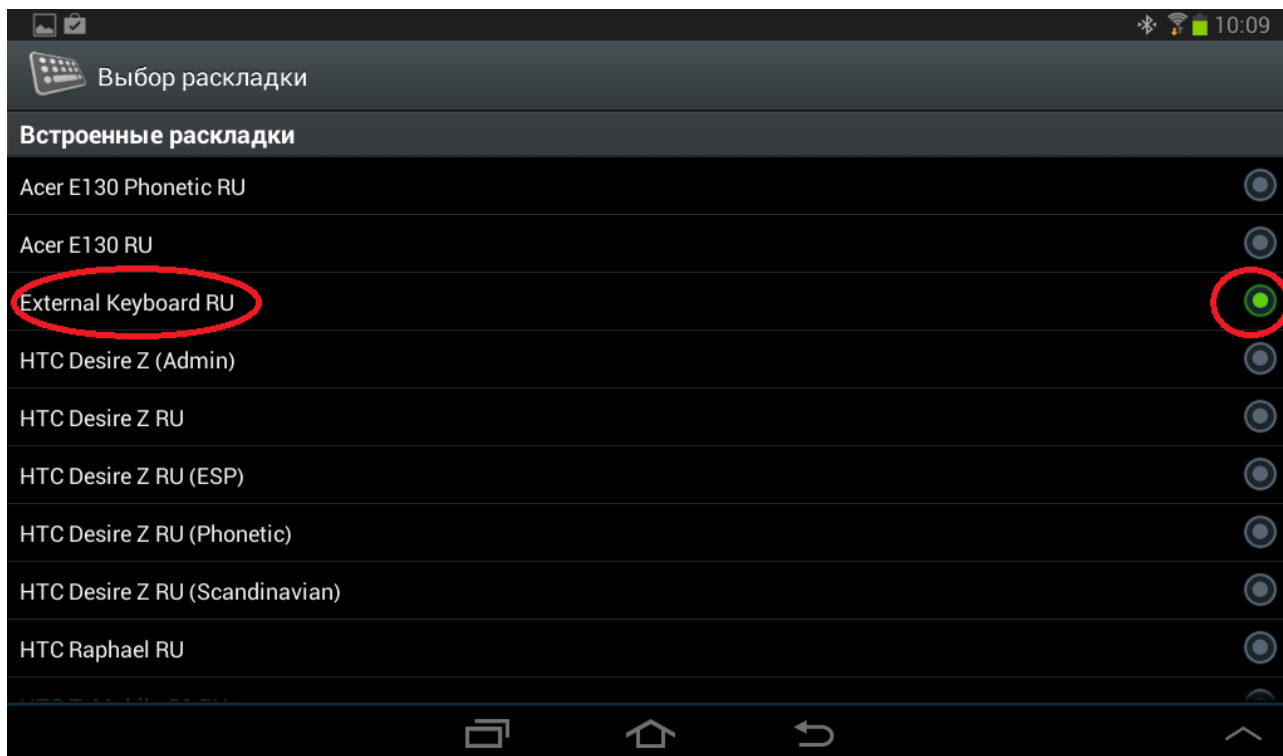 10:09
Выбор раскладки
Встроенные раскладки
Acer E130 Phonetic RU
Acer E130 RU
External Keyboard RU
HTC Desire Z (Admin)
HTC Desire Z RU
HTC Desire Z RU (ESP)
HTC Desire Z RU (Phonetic)
HTC Desire Z RU (Scandinavian)
HTC Raphael RU